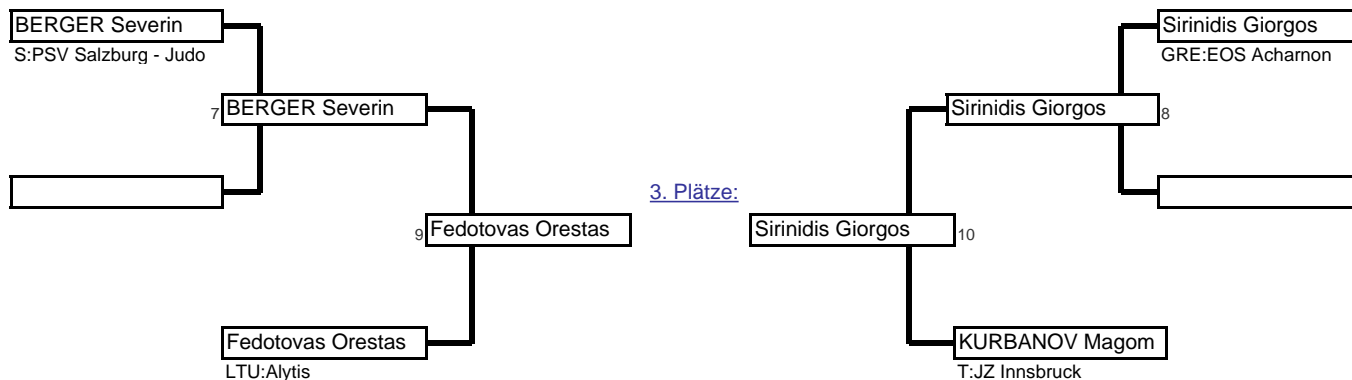 BERGER Severin
S:PSV Salzburg - Judo
7 BERGER Severin
9 Fedotovas Orestas
Fedotovas Orestas
LTU:Alytis
3. Plätze:
Sirinidis Giorgos
GRE:EOS Acharnon
Sirinidis Giorgos 8
Sirinidis Giorgos 10
KURBANOV Magom
T:JZ Innsbruck